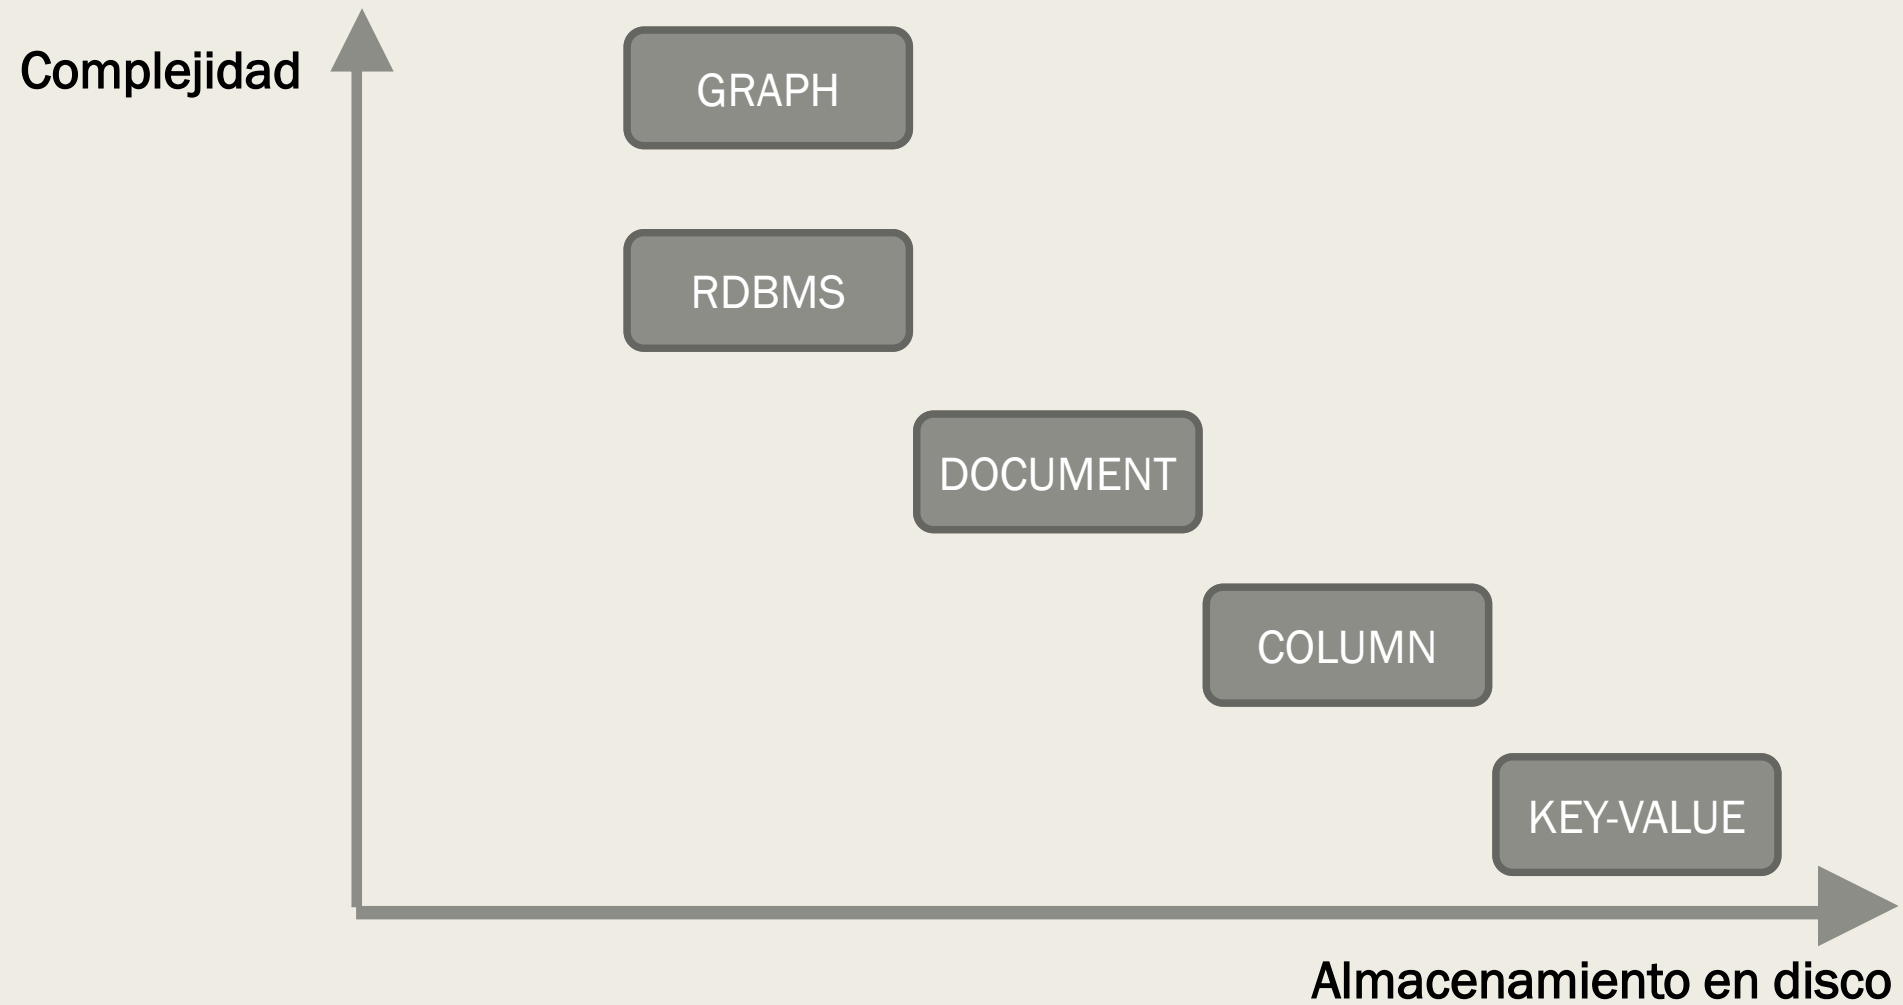 Complejidad
GRAPH
RDBMS
DOCUMENT
COLUMN
KEY-VALUE
Almacenamiento en disco